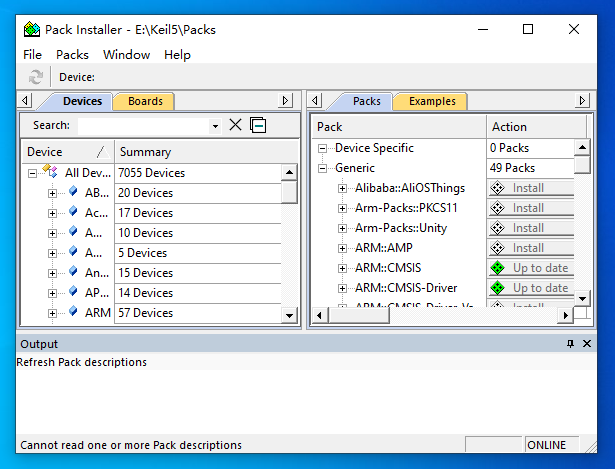 Pack Installer - E:\Keil5\Packs
File Packs Window Help
Device:
Devices Boards
Search:
Device Summary
All Dev... 7055 Devices
AB... 20 Devices
Ac... 17 Devices
A... 10 Devices
A... 5 Devices
An... 15 Devices
AP... 14 Devices
ARM 57 Devices
Packs Examples
Pack Action
Device Specific 0 Packs
Generic 49 Packs
Alibaba::AliOSThings Install
Arm-Packs::PKCS11 Install
Arm-Packs::Unity Install
ARM::AMP Install
ARM::CMSIS Up to date
ARM::CMSIS-Driver Up to date
Output
Refresh Pack descriptions
Cannot read one or more Pack descriptions ONLINE